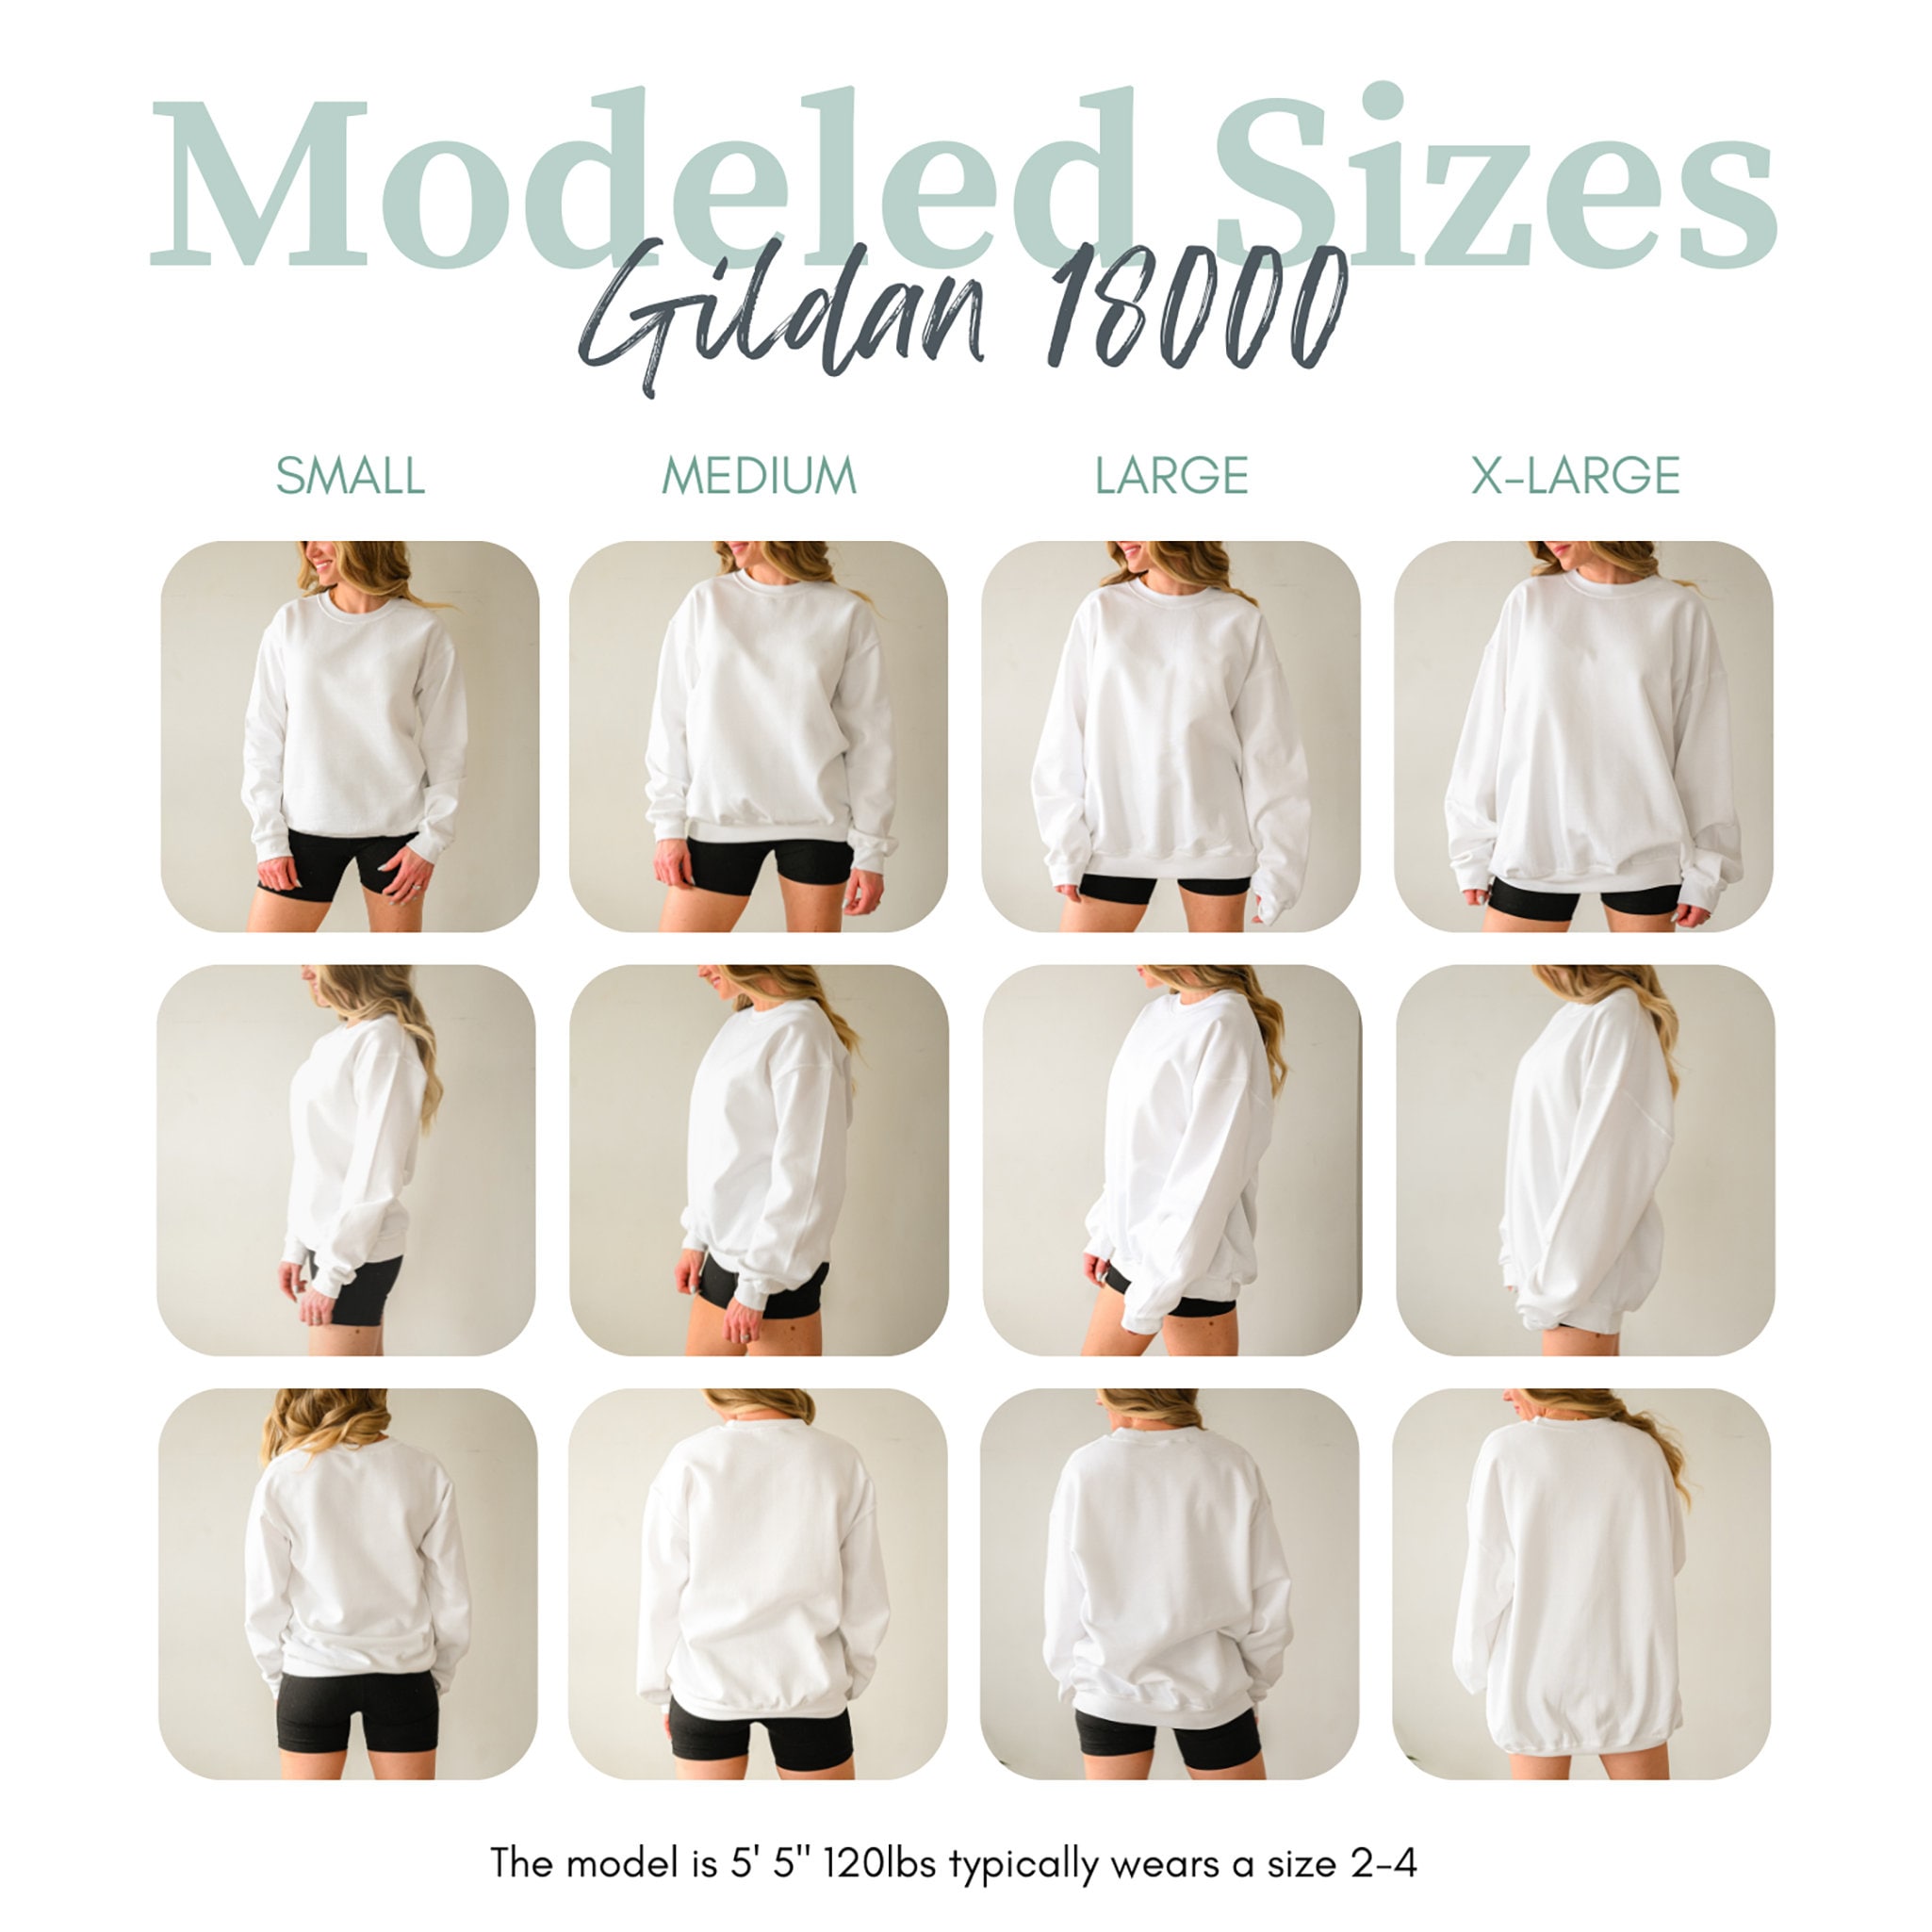 Modeled Sizes
Gildan 18000
SMALL
MEDIUM
LARGE
X-LARGE
The model is 5' 5" 120lbs typically wears a size 2-4